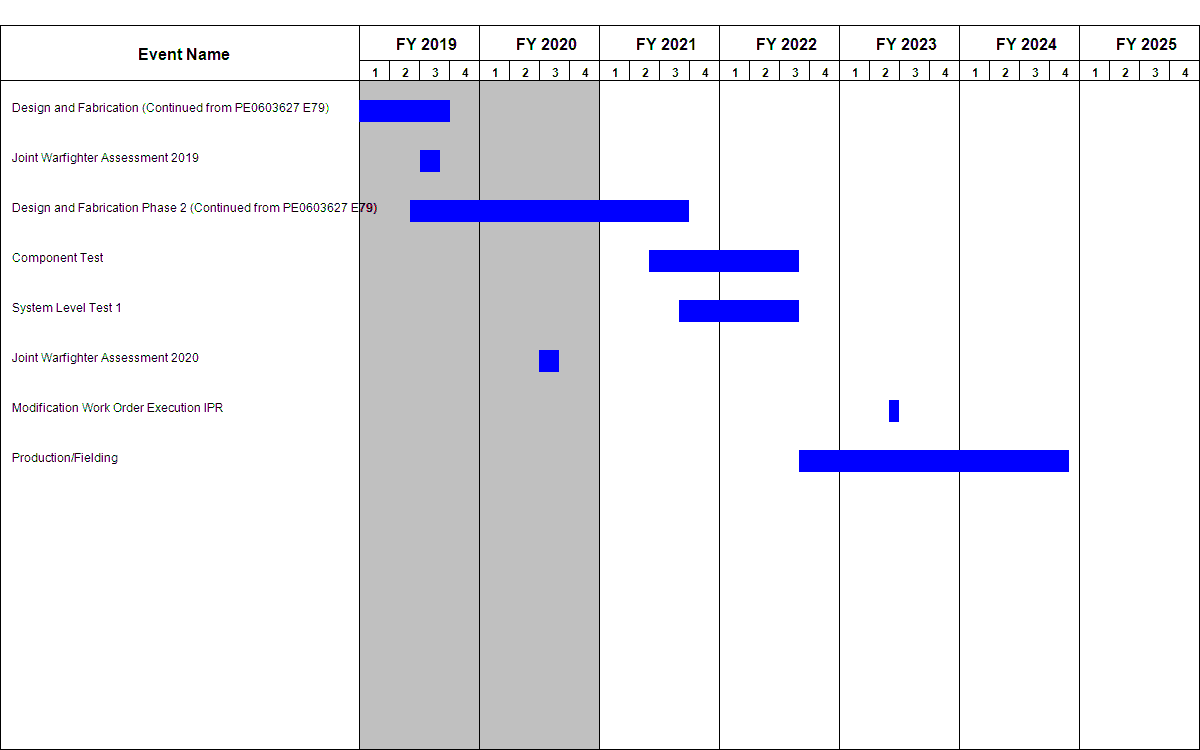 Event Name FY 2019 FY 2020 FY 2021 FY 2022 FY 2023 FY 2024 FY 2025
1 2 3 4 1 2 3 4 1 2 3 4 1 2 3 4 1 2 3 4 1 2 3 4 1 2 3 4
Design and Fabrication (Continued from PE0603627 E79)
Joint Warfighter Assessment 2019
Design and Fabrication Phase 2 (Continued from PE0603627 E79)
Component Test
System Level Test 1
Joint Warfighter Assessment 2020
Modification Work Order Execution IPR
Production/Fielding